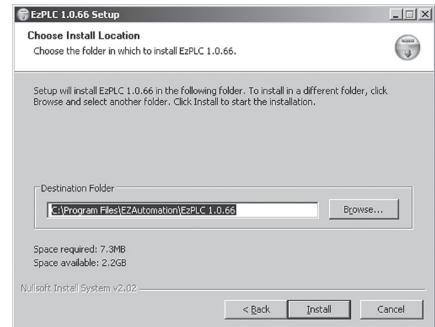 EzPLC 1.0.66 Setup
Choose Install Location
Choose the folder in which to install EzPLC 1.0.66.
Setup will install EzPLC 1.0.66 in the following folder. To install in a different folder, click
Browse and select another folder. Click Install to start the installation.
Destination Folder
C:\Program Files\EZAutomation\EzPLC 1.0.66
Browse...
Space required: 7.3MB
Space available: 2.2GB
Nullsoft Install System v2.02
< Back
Install
Cancel